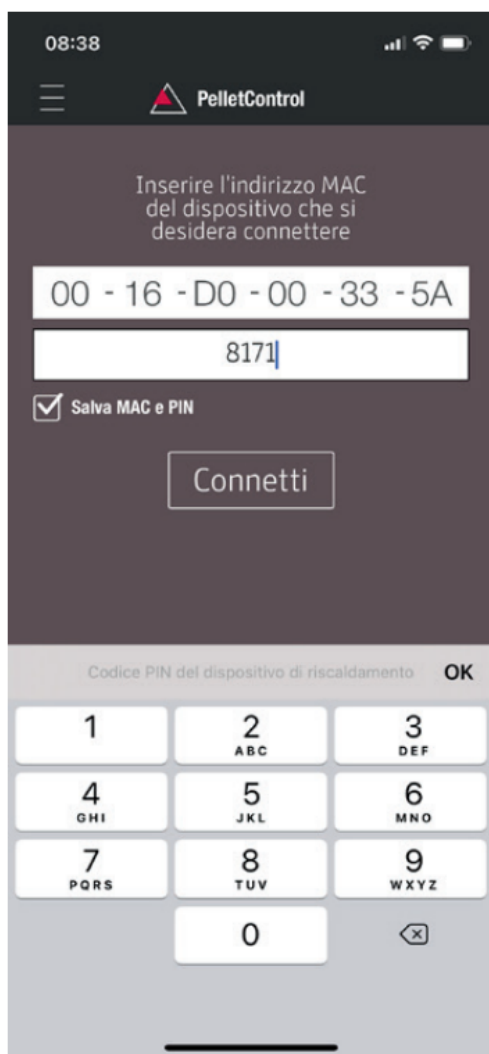 08:38
PelletControl
Inserire l'indirizzo MAC
del dispositivo che si
desidera connettere
00 - 16 - D0 - 00 - 33 - 5A
8171
Salva MAC e PIN
Connetti
Codice PIN del dispositivo di riscaldamento OK
1 2 3
ABC DEF
4 5 6
GHI JKL MNO
7 8 9
PQRS TUV WXYZ
0